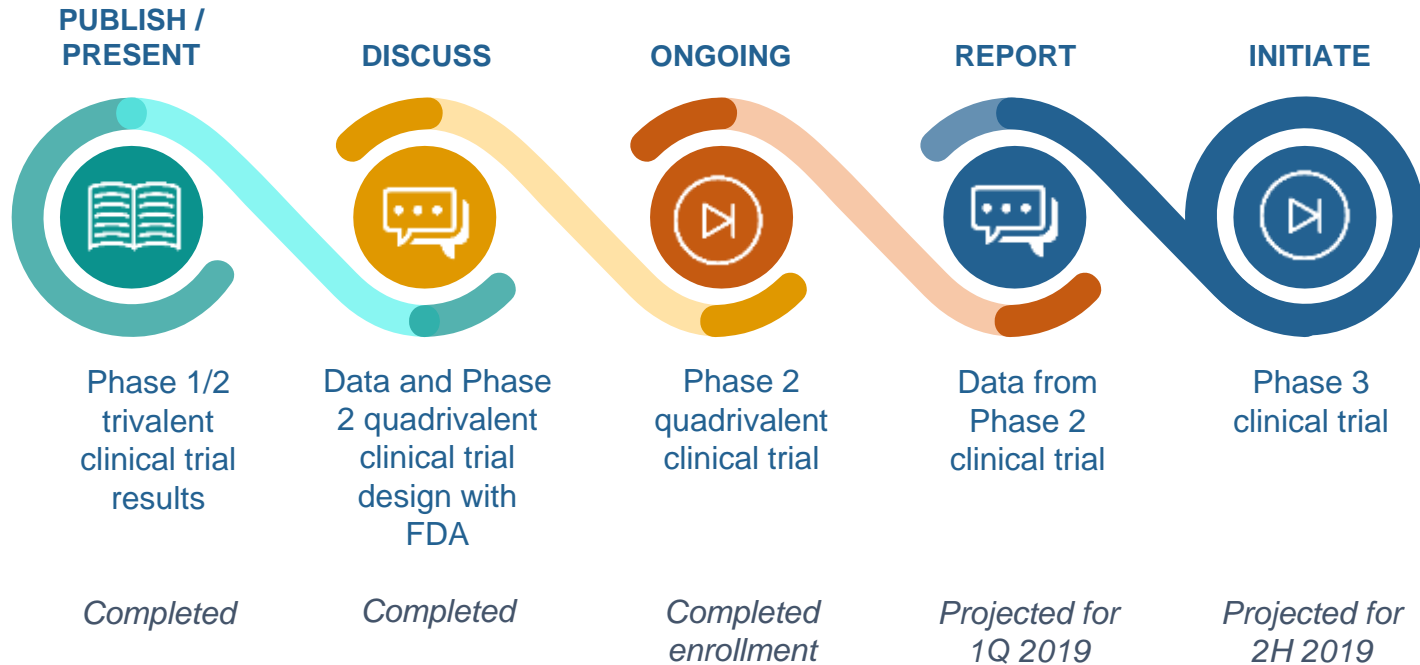 PUBLISH /
PRESENT
DISCUSS
ONGOING
REPORT
INITIATE
Phase 1/2
trivalent
clinical trial
results
Data and Phase
2 quadrivalent
clinical trial
design with
FDA
Phase 2
quadrivalent
clinical trial
Data from
Phase 2
clinical trial
Phase 3
clinical trial
Completed
Completed
Completed
enrollment
Projected for
1Q 2019
Projected for
2H 2019